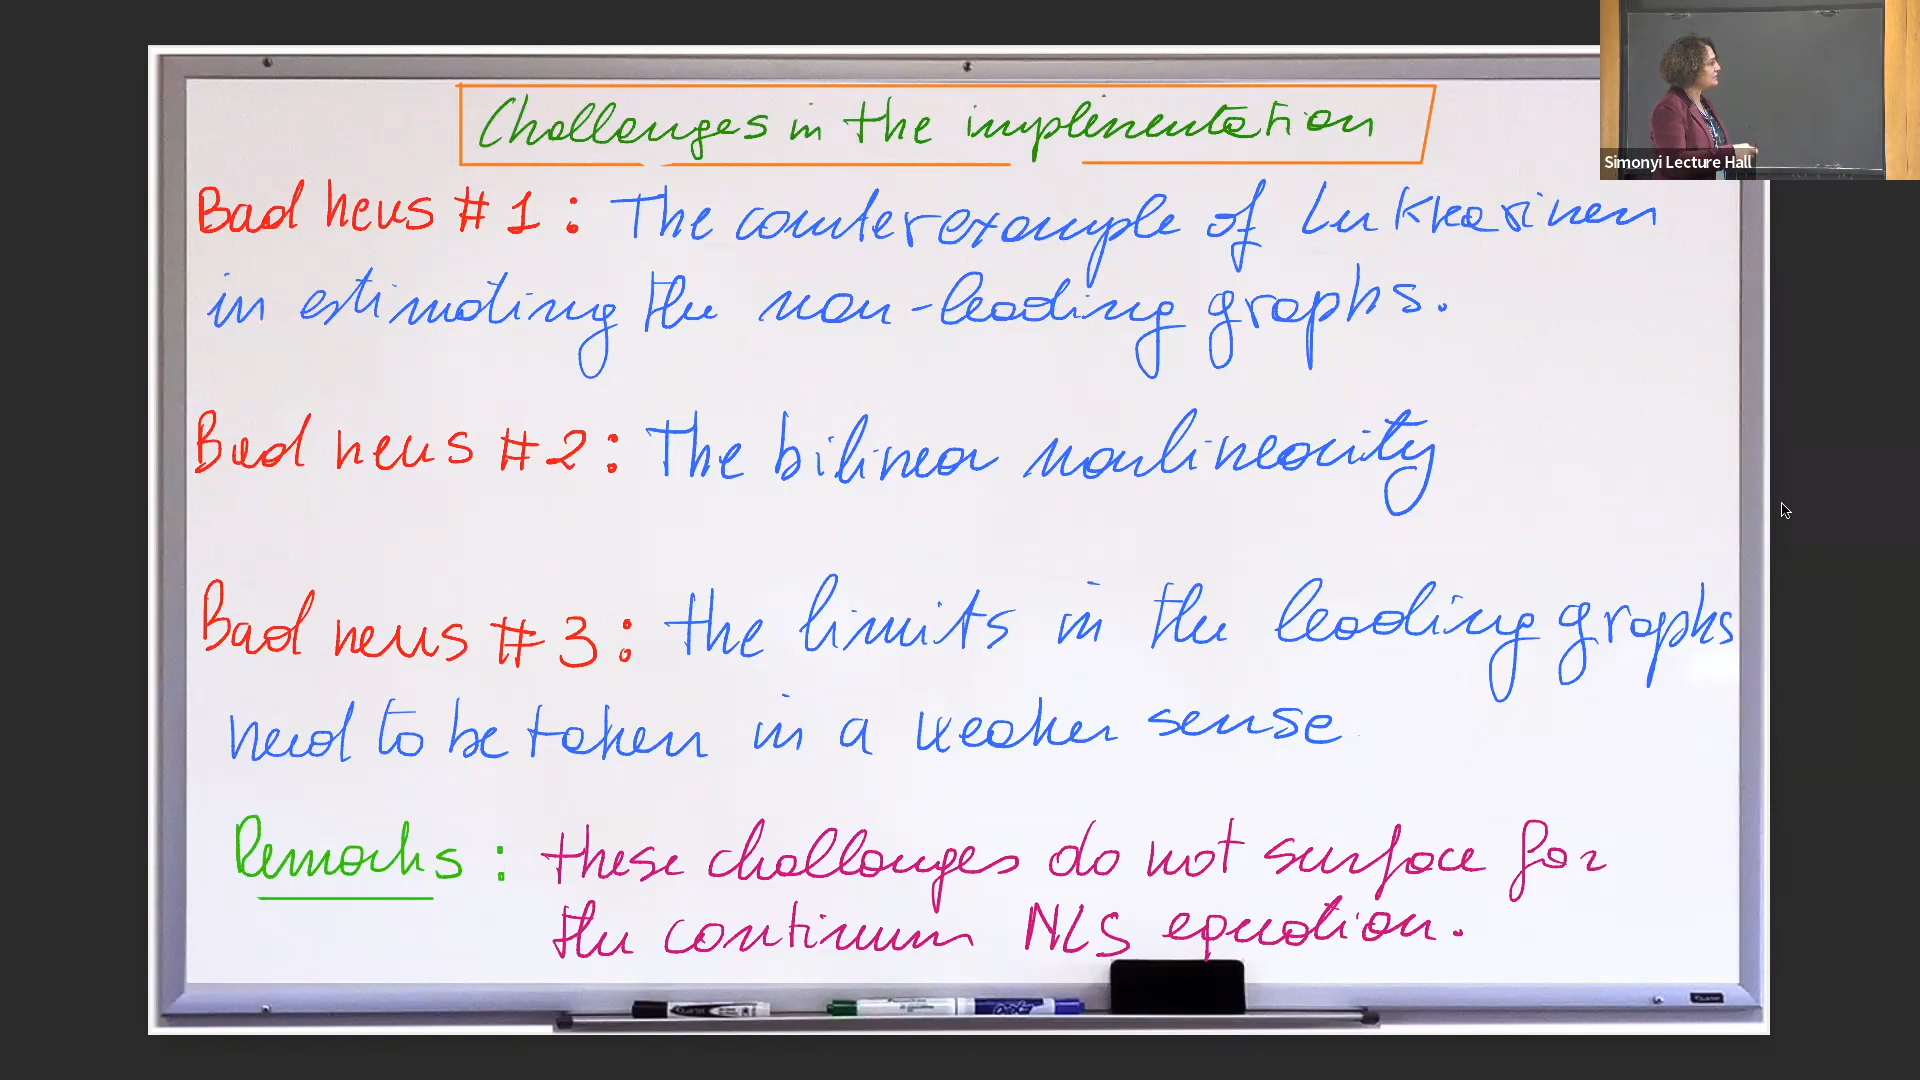 Challenges in the implementation
Simonyi Lecture Hall
Bad news #1: The counterexample of Lukkarinen
in estimating the non-leading graphs.
Bad news #2: The bilinear nonlinearity
Bad news #3: the limits in the leading graphs
need to be taken in a weaker sense
Remarks: these challenges do not surface for
the continuum NLS equation.